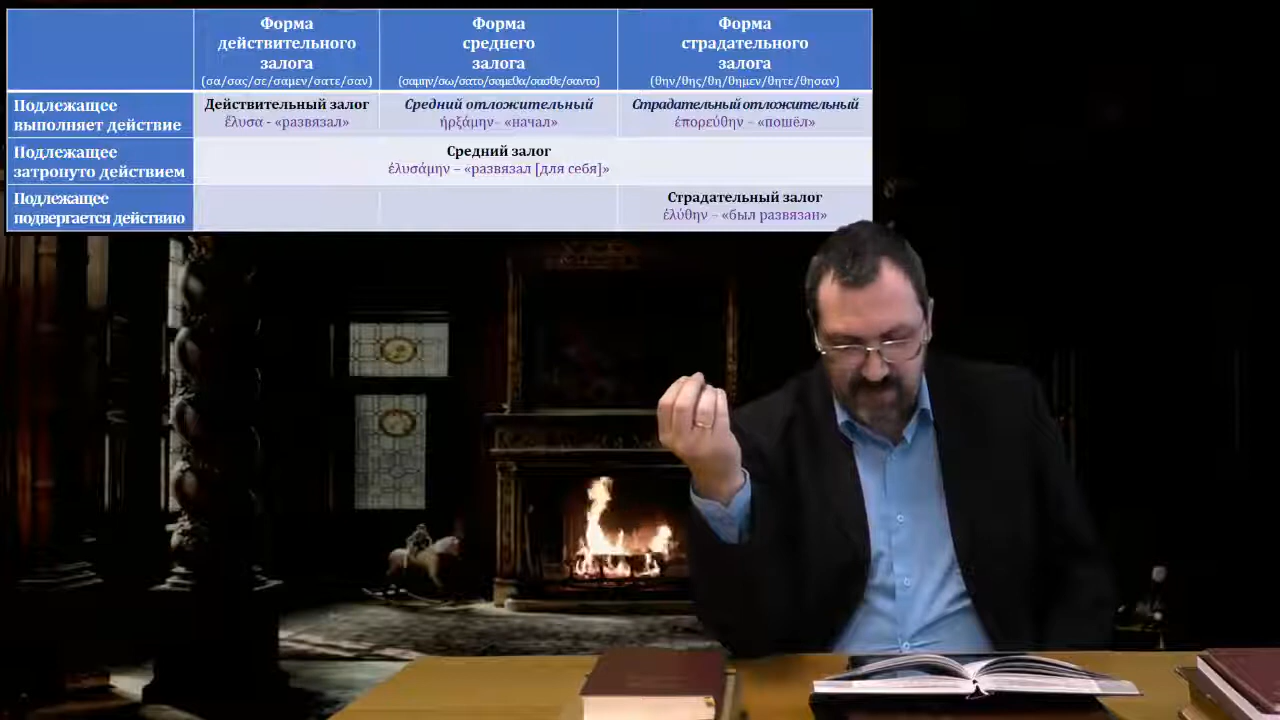 Форма
действительного
залога
(σα/σας/σε/σαμεν/σατε/σαν)
Форма
среднего
залога
(σαμην/σω/σατο/σαμεθα/σασθε/σαντο)
Форма
страдательного
залога
(θην/θης/θη/θημεν/θητε/θησαν)
Подлежащее
выполняет действие
Действительный залог
ἔλυσα - «развязал»
Средний отложительный
ἠρξάμην– «начал»
Страдательный отложительный
ἐπορεύθην – «пошёл»
Подлежащее
затронуто действием
Средний залог
ἐλυσάμην – «развязал [для себя]»
Подлежащее
подвергается действию
Страдательный залог
ἐλύθην – «был развязан»